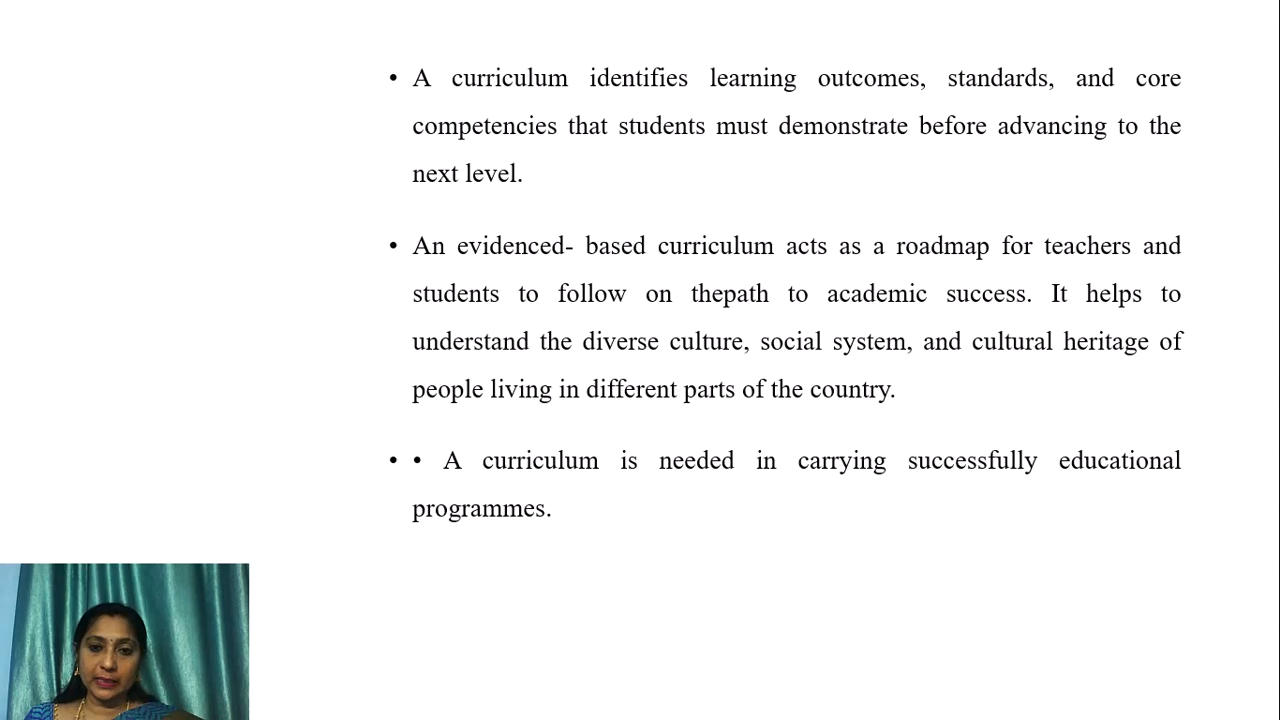 • A curriculum identifies learning outcomes, standards, and core
competencies that students must demonstrate before advancing to the
next level.
• An evidenced- based curriculum acts as a roadmap for teachers and
students to follow on thepath to academic success. It helps to
understand the diverse culture, social system, and cultural heritage of
people living in different parts of the country.
• • A curriculum is needed in carrying successfully educational
programmes.